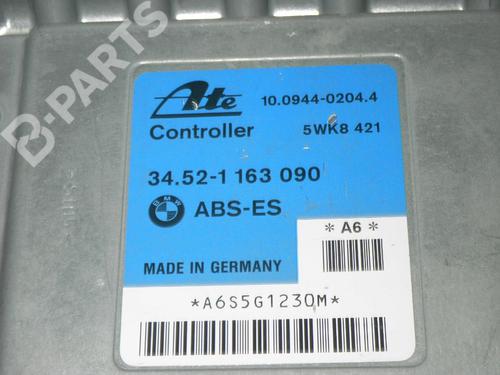 B-PARTS
Ate 10.0944-0204.4
Controller 5WK8 421
34.52-1 163 090
BMW ABS-ES
* A6 *
MADE IN GERMANY
*A6S5G1230M*